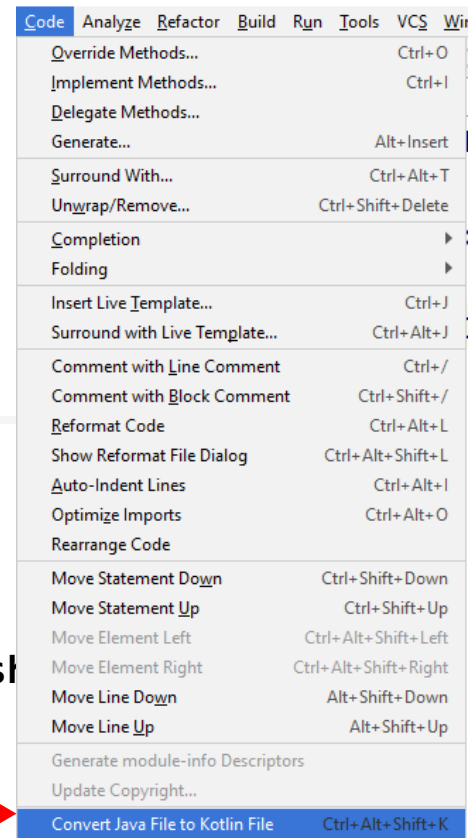 Code Analyze Refactor Build Run Tools VCS
Override Methods... Ctrl+O
Implement Methods... Ctrl+I
Delegate Methods...
Generate... Alt+Insert
Surround With... Ctrl+Alt+T
Unwrap/Remove... Ctrl+Shift+Delete
Completion
Folding
Insert Live Template... Ctrl+J
Surround with Live Template... Ctrl+Alt+J
Comment with Line Comment Ctrl+/
Comment with Block Comment Ctrl+Shift+/
Reformat Code Ctrl+Alt+L
Show Reformat File Dialog Ctrl+Alt+Shift+L
Auto-Indent Lines Ctrl+Alt+I
Optimize Imports Ctrl+Alt+O
Rearrange Code
Move Statement Down Ctrl+Shift+Down
Move Statement Up Ctrl+Shift+Up
Move Element Left Ctrl+Alt+Shift+Left
Move Element Right Ctrl+Alt+Shift+Right
Move Line Down Alt+Shift+Down
Move Line Up Alt+Shift+Up
Generate module-info Descriptors
Update Copyright...
Convert Java File to Kotlin File Ctrl+Alt+Shift+K